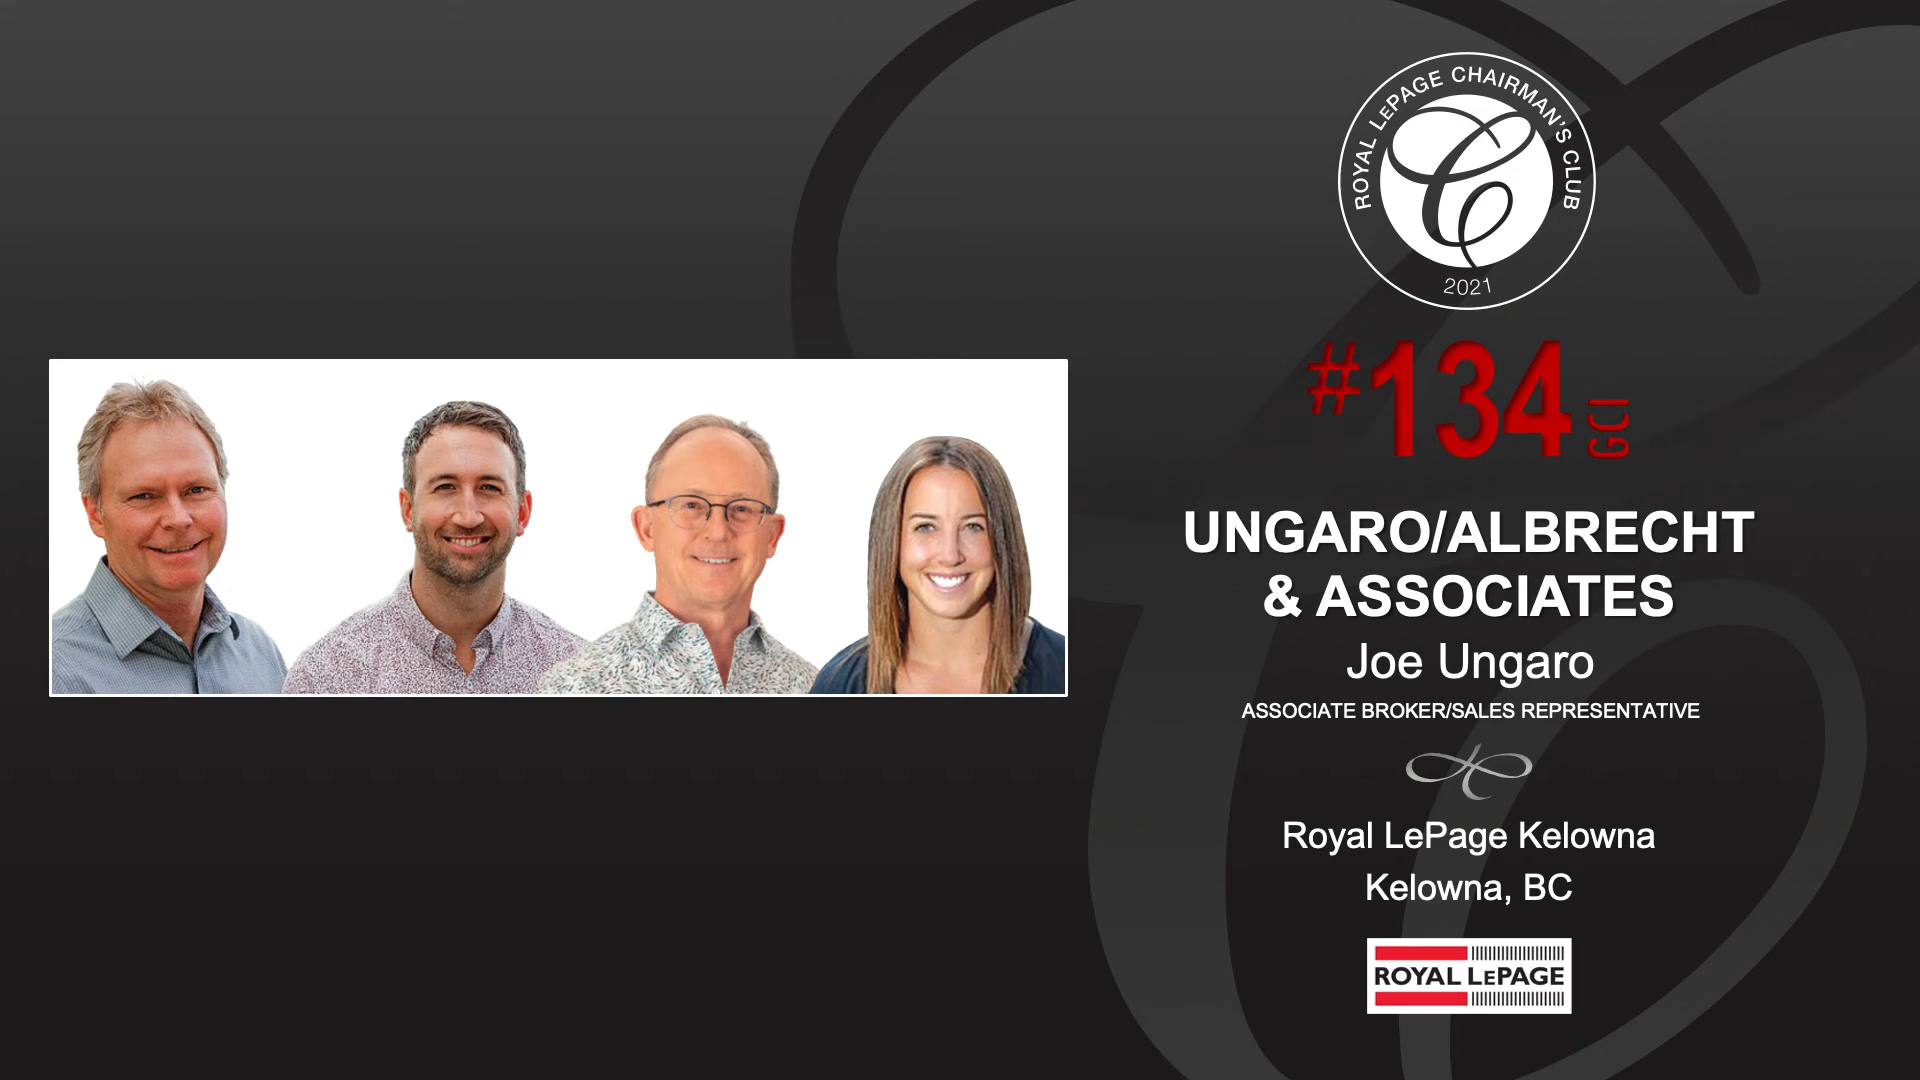 ROYAL LEPAGE CHAIRMAN'S CLUB
2021
#134 GCI
UNGARO/ALBRECHT
& ASSOCIATES
Joe Ungaro
ASSOCIATE BROKER/SALES REPRESENTATIVE
Royal LePage Kelowna
Kelowna, BC
ROYAL LEPAGE